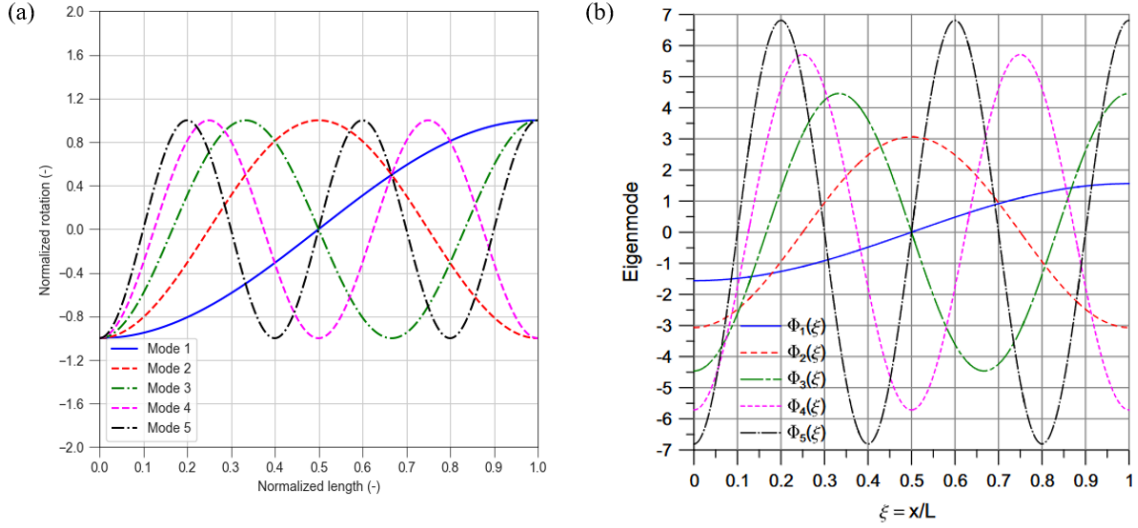 (a)
2.0
1.6
1.2
0.8
0.4
0.0
−0.4
−0.8
−1.2
−1.6
−2.0
Normalized rotation (-)
Mode 1
Mode 2
Mode 3
Mode 4
Mode 5
0.0 0.1 0.2 0.3 0.4 0.5 0.6 0.7 0.8 0.9 1.0
Normalized length (-)
(b)
7
6
5
4
3
2
1
0
-1
-2
-3
-4
-5
-6
-7
Eigenmode
Φ1(ξ)
Φ2(ξ)
Φ3(ξ)
Φ4(ξ)
Φ5(ξ)
0 0.1 0.2 0.3 0.4 0.5 0.6 0.7 0.8 0.9 1
ξ = x/L